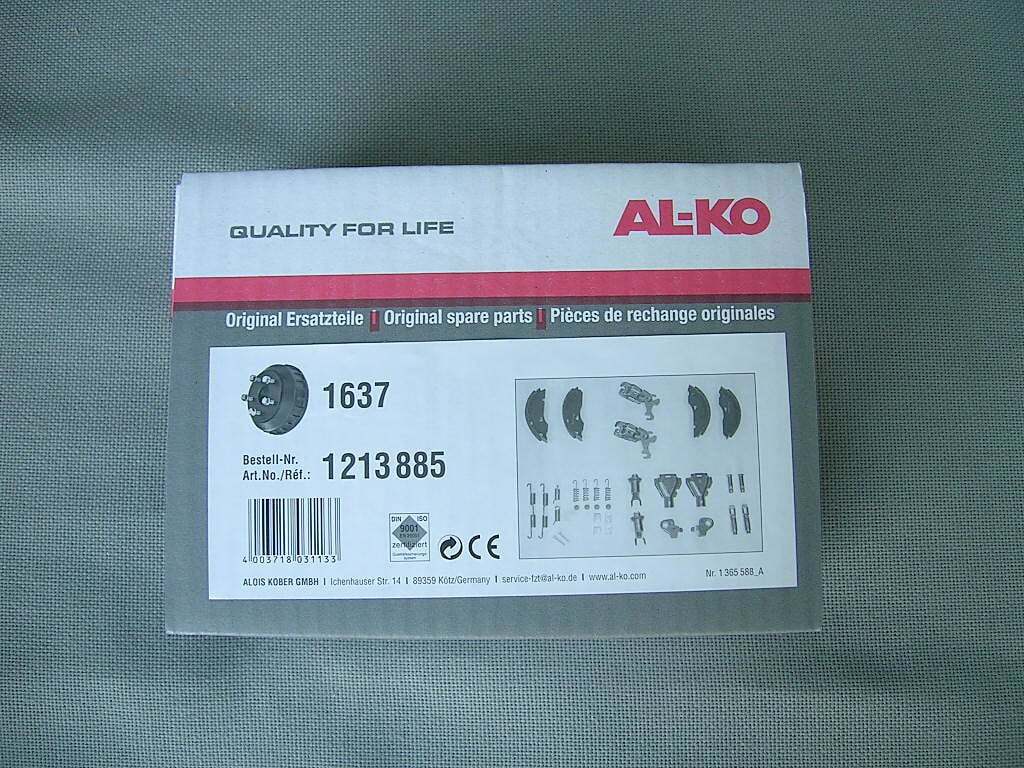 QUALITY FOR LIFE
AL-KO
Original Ersatzteile | Original spare parts | Pièces de rechange originales
1637
Bestell-Nr.
Art.No./Réf.: 1213 885
DIN ISO
9001
zertifiziert
CE
4 003718 031133
ALOIS KOBER GMBH I Ichenhauser Str. 14 I 89359 Kötz/Germany I service-fzt@al-ko.de I www.al-ko.com
Nr. 1 365 588_A